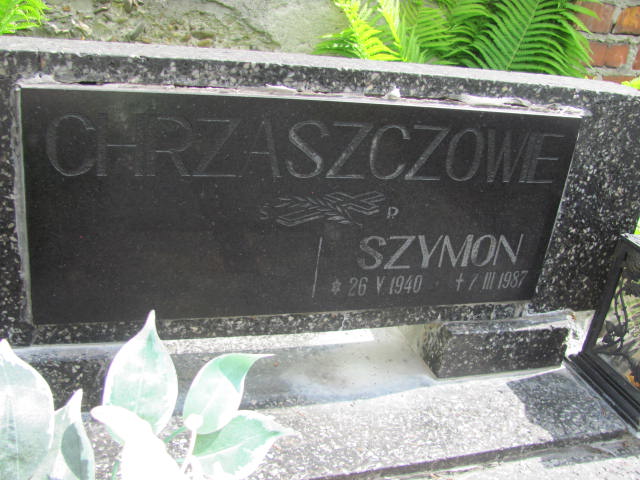 CHRZASZCZOWIE
S P
SZYMON
* 26 V 1940 + 7 III 1987